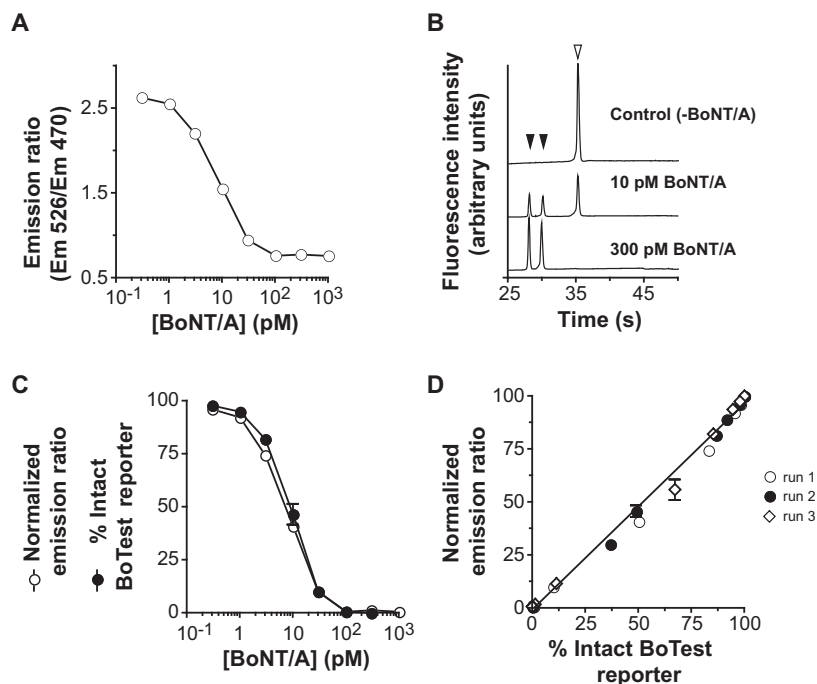 A
Emission ratio
(Em 526/Em 470)
2.5
1.5
0.5
10-1
1
10
10²
10³
[BoNT/A] (pM)
B
Fluorescence intensity
(arbitrary units)
Control (-BoNT/A)
10 pM BoNT/A
300 pM BoNT/A
25
35
45
Time (s)
C
Normalized
emission ratio
% Intact
BoTest reporter
100
75
50
25
0
10-1
1
10
10²
10³
[BoNT/A] (pM)
D
Normalized
emission ratio
100
75
50
25
0
0
25
50
75
100
% Intact BoTest
reporter
run 1
run 2
run 3